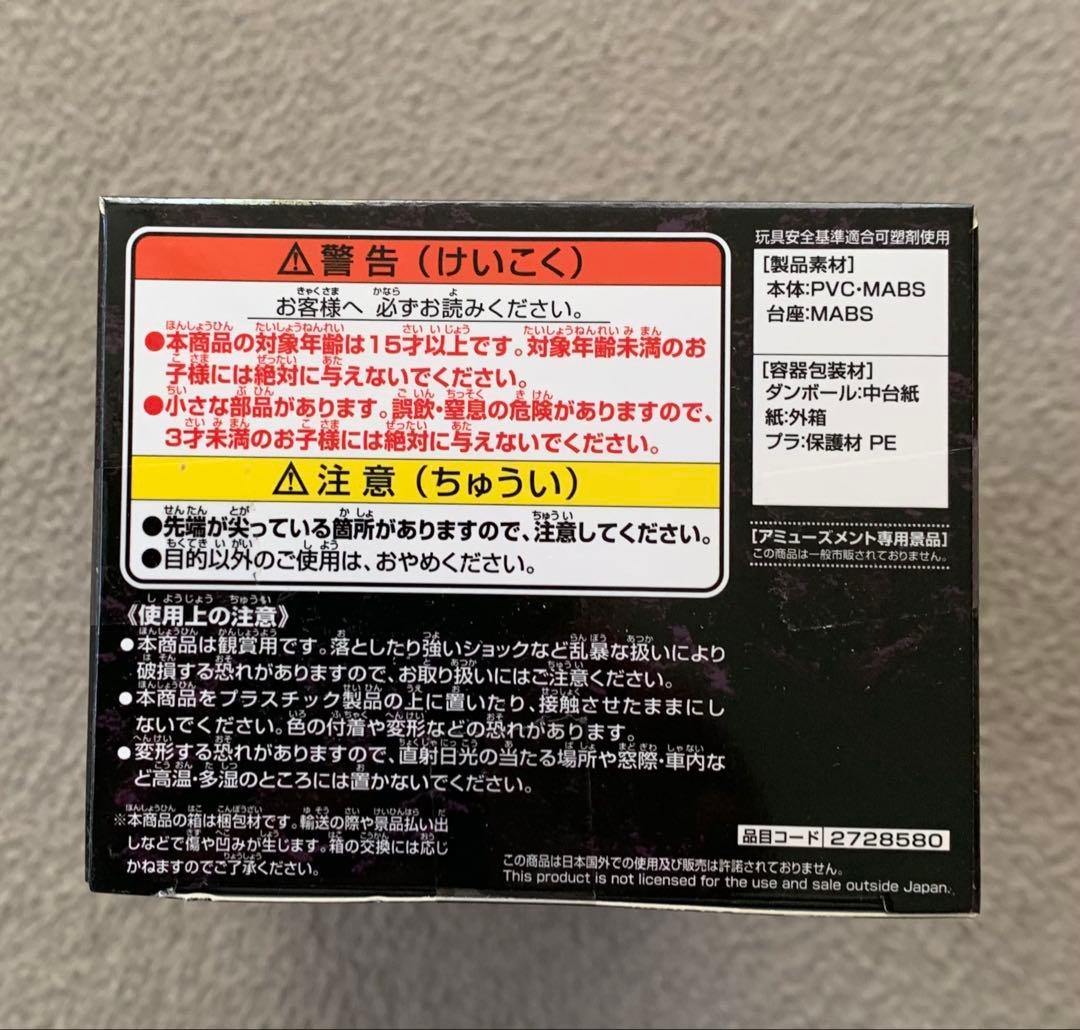 ⚠警告（けいこく）
お客様へ 必ずお読みください。
●本商品の対象年齢は15才以上です。対象年齢未満のお
子様には絶対に与えないでください。
●小さな部品があります。誤飲・窒息の危険がありますので、
3才未満のお子様には絶対に与えないでください。
⚠注意（ちゅうい）
●先端が尖っている箇所がありますので、注意してください。
●目的以外のご使用は、おやめください。
《使用上の注意》
●本商品は観賞用です。落としたり強いショックなど乱暴な扱いにより
破損する恐れがありますので、お取り扱いにはご注意ください。
●本商品をプラスチック製品の上に置いたり、接触させたままにし
ないでください。色の付着や変形などの恐れがあります。
●変形する恐れがありますので、直射日光の当たる場所や窓際・車内な
ど高温・多湿のところには置かないでください。
※本商品の箱は梱包材です。輸送の際や景品払い出
しなどで傷や凹みが生じます。箱の交換には応じ
かねますのでご了承ください。
玩具安全基準適合可塑剤使用
[製品素材]
本体:PVC・MABS
台座:MABS
[容器包装材]
ダンボール:中台紙
紙:外箱
プラ:保護材 PE
[アミューズメント専用景品]
この商品は一般市販されておりません。
品目コード 2728580
この商品は日本国外での使用及び販売は許諾されておりません。
This product is not licensed for the use and sale outside Japan.